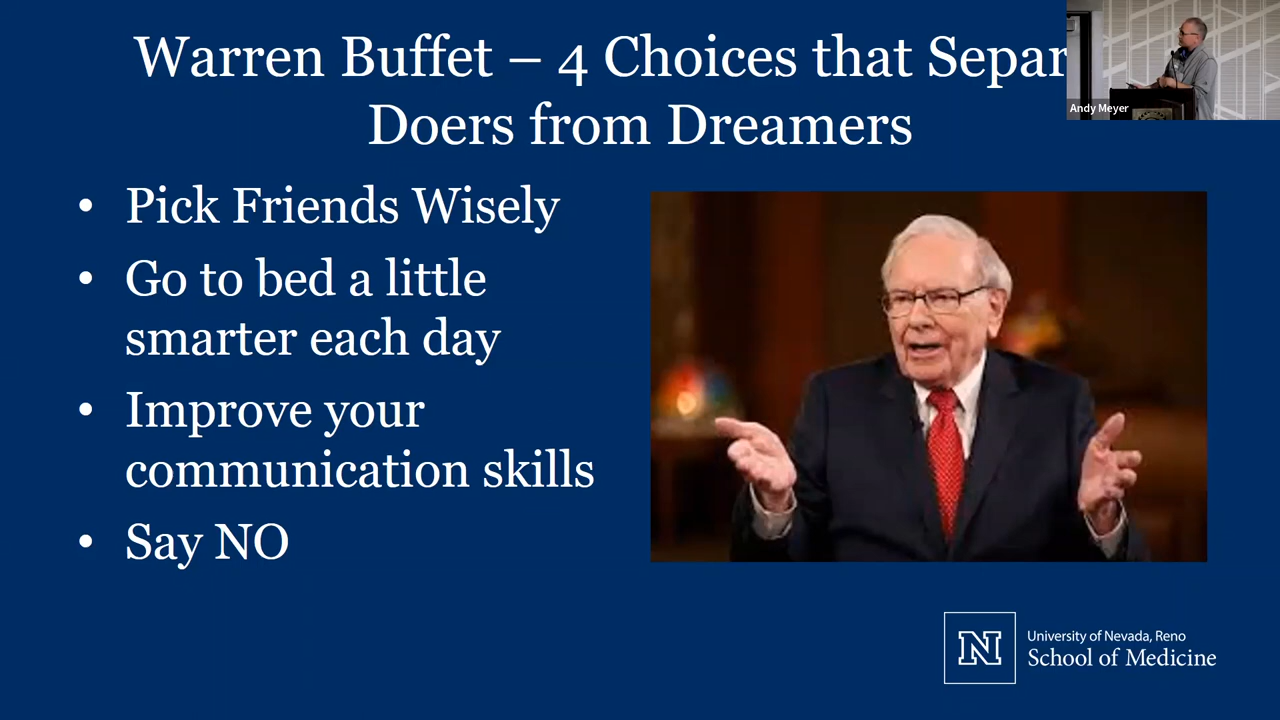 Warren Buffet – 4 Choices that Separ
Doers from Dreamers
Andy Meyer
• Pick Friends Wisely
• Go to bed a little
smarter each day
• Improve your
communication skills
• Say NO
N
University of Nevada, Reno
School of Medicine